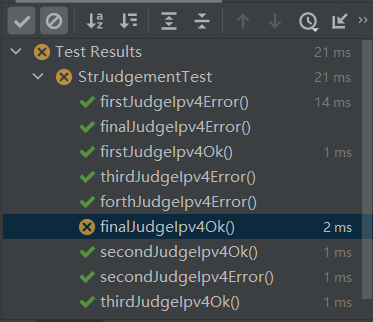 Test Results 21 ms
StrJudgementTest 21 ms
firstJudgeIpv4Error() 14 ms
finalJudgeIpv4Error()
firstJudgeIpv4Ok() 1 ms
thirdJudgeIpv4Error()
forthJudgeIpv4Error()
finalJudgeIpv4Ok() 2 ms
secondJudgeIpv4Ok() 1 ms
secondJudgeIpv4Error() 1 ms
thirdJudgeIpv4Ok() 1 ms